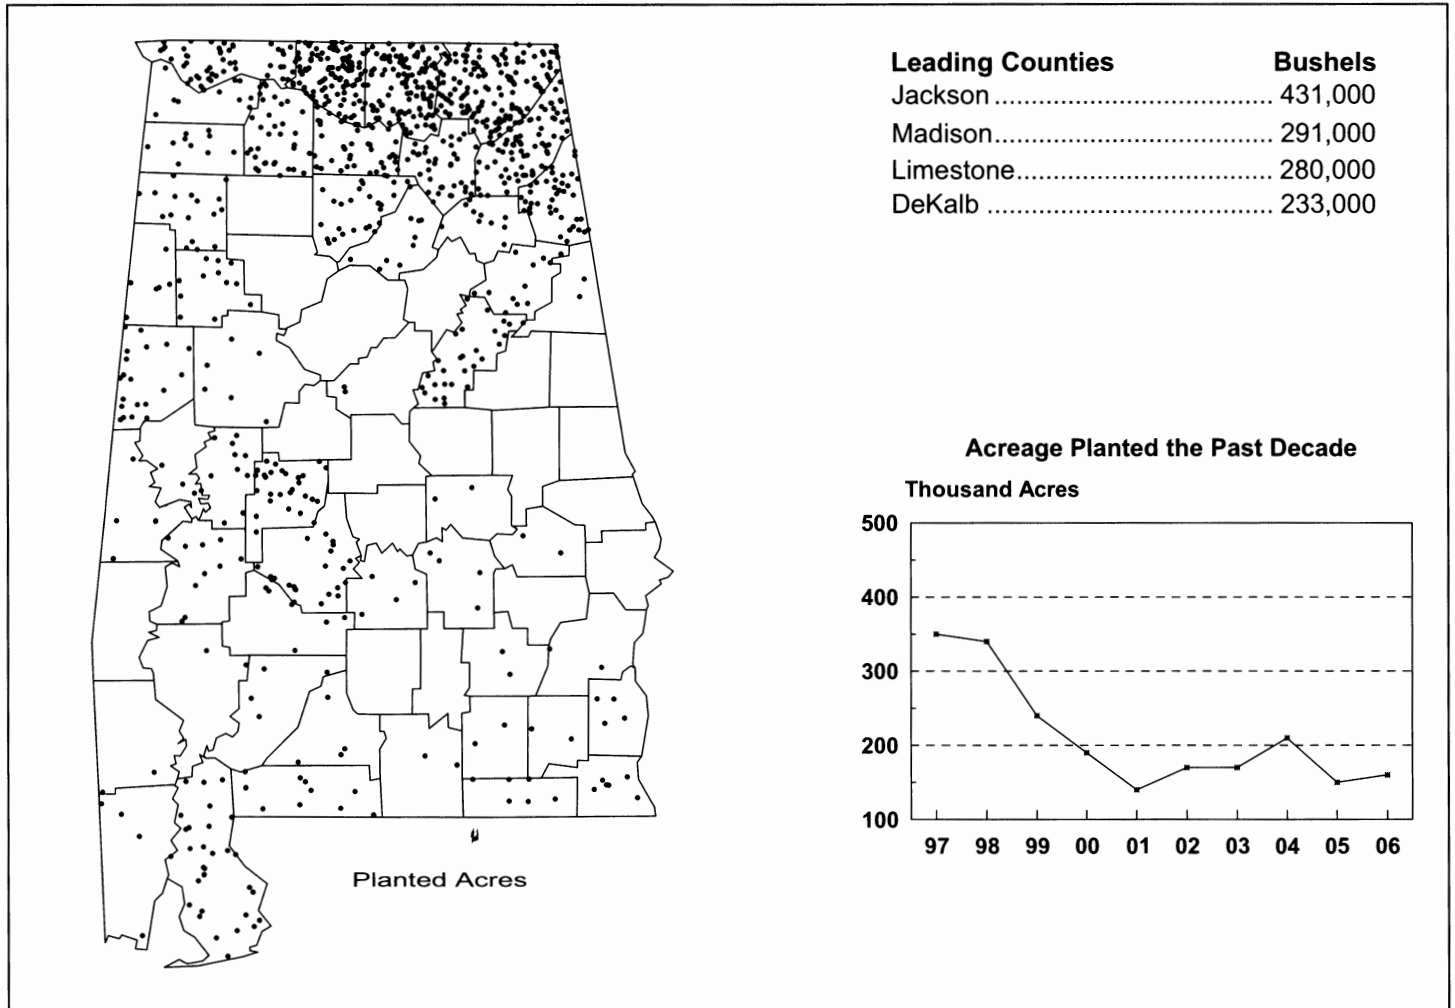 Leading Counties Bushels
Jackson ...................................... 431,000
Madison...................................... 291,000
Limestone................................... 280,000
DeKalb ....................................... 233,000
Acreage Planted the Past Decade
Thousand Acres
500
400
300
200
100
97 98 99 00 01 02 03 04 05 06
Planted Acres